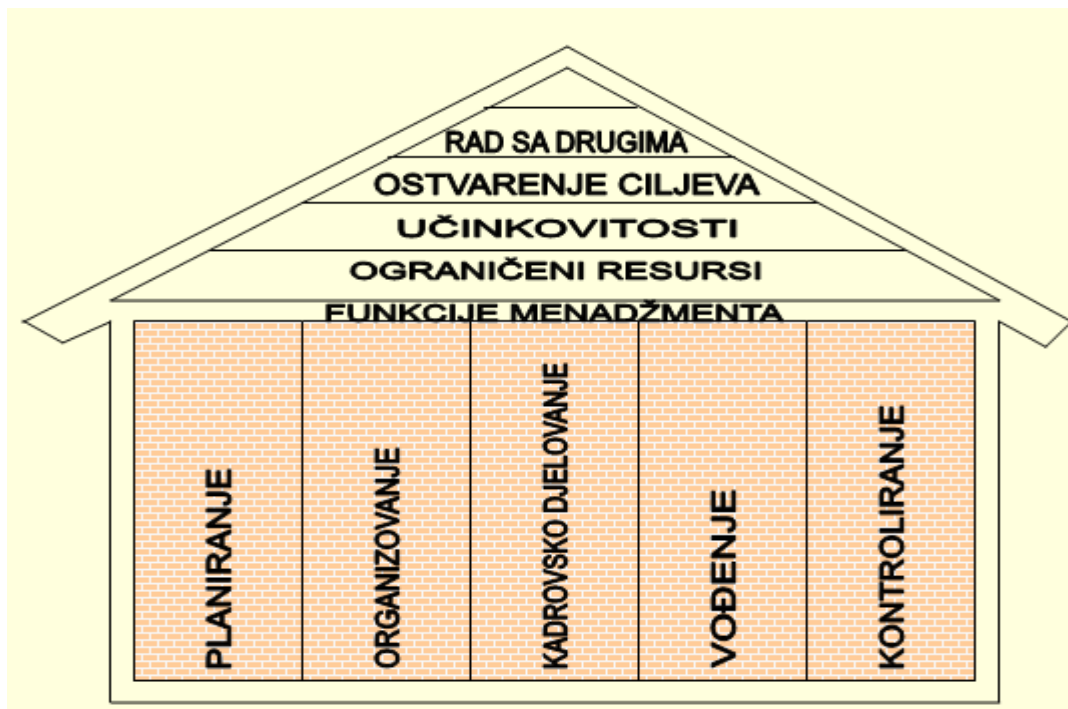 RAD SA DRUGIMA
OSTVARENJE CILJEVA
UČINKOVITOSTI
OGRANIČENI RESURSI
FUNKCIJE MENADŽMENTA
PLANIRANJE
ORGANIZOVANJE
KADROVSKO DJELOVANJE
VOĐENJE
KONTROLIRANJE